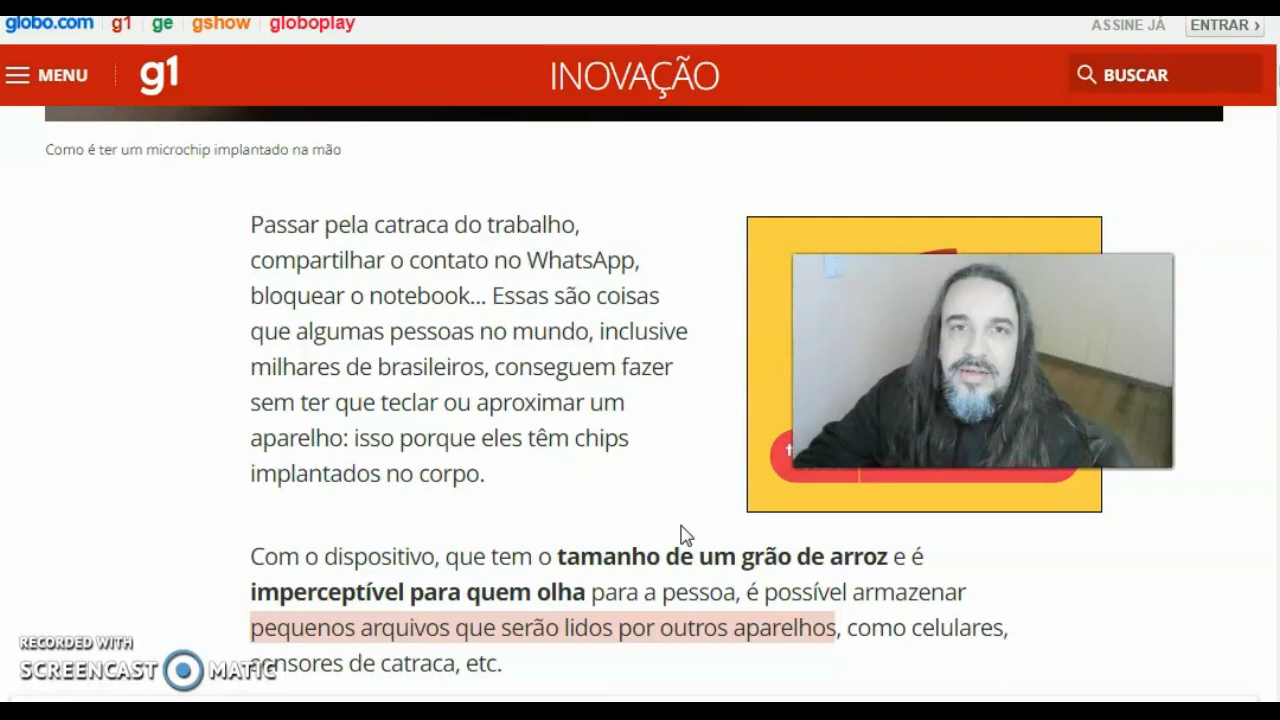 globo.com g1 ge gshow globoplay ASSINE JÁ ENTRAR ›
MENU g1 INOVAÇÃO BUSCAR
Como é ter um microchip implantado na mão
Passar pela catraca do trabalho,
compartilhar o contato no WhatsApp,
bloquear o notebook... Essas são coisas
que algumas pessoas no mundo, inclusive
milhares de brasileiros, conseguem fazer
sem ter que teclar ou aproximar um
aparelho: isso porque eles têm chips
implantados no corpo.
Com o dispositivo, que tem o tamanho de um grão de arroz e é
imperceptível para quem olha para a pessoa, é possível armazenar
pequenos arquivos que serão lidos por outros aparelhos, como celulares,
sensores de catraca, etc.
RECORDED WITH
SCREENCAST MATIC